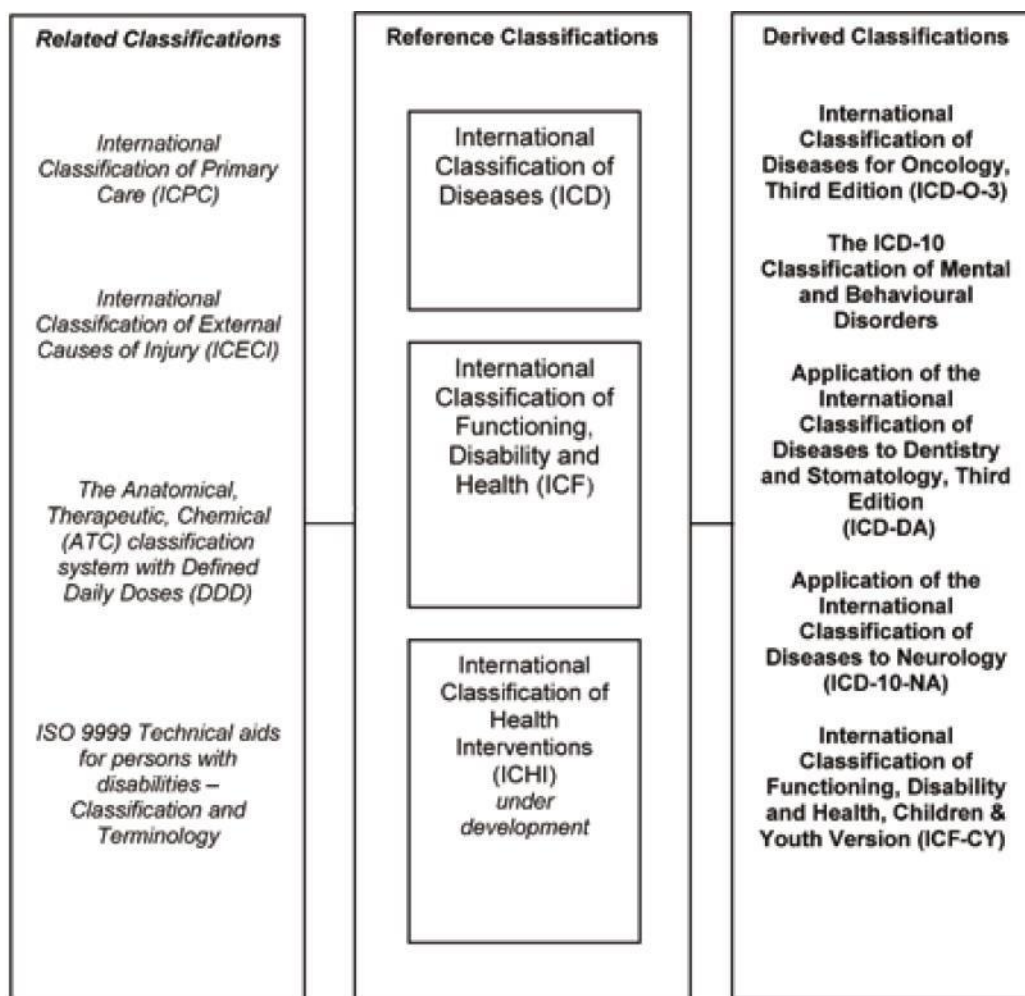 Related Classifications
International
Classification of Primary
Care (ICPC)
International
Classification of External
Causes of Injury (ICECI)
The Anatomical,
Therapeutic, Chemical
(ATC) classification
system with Defined
Daily Doses (DDD)
ISO 9999 Technical aids
for persons with
disabilities –
Classification and
Terminology
Reference Classifications
International
Classification of
Diseases (ICD)
International
Classification of
Functioning,
Disability and
Health (ICF)
International
Classification of
Health
Interventions
(ICHI)
under
development
Derived Classifications
International
Classification of
Diseases for Oncology,
Third Edition (ICD-O-3)
The ICD-10
Classification of Mental
and Behavioural
Disorders
Application of the
International
Classification of
Diseases to Dentistry
and Stomatology, Third
Edition
(ICD-DA)
Application of the
International
Classification of
Diseases to Neurology
(ICD-10-NA)
International
Classification of
Functioning, Disability
and Health, Children &
Youth Version (ICF-CY)